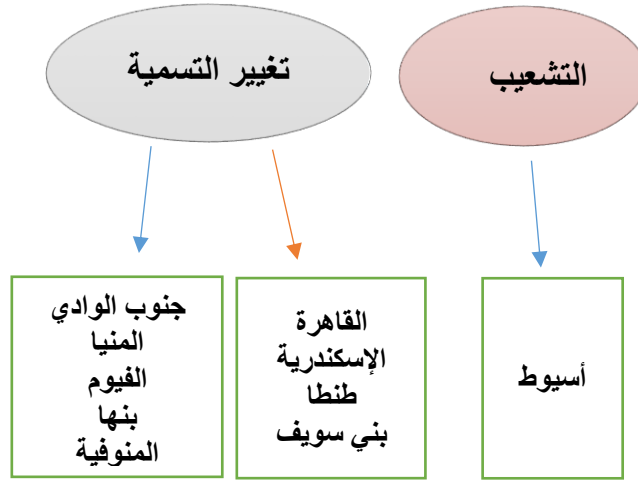 التشعيب
تغيير التسمية
أسيوط
القاهرة
الإسكندرية
طنطا
بني سويف
جنوب الوادي
المنيا
الفيوم
بنها
المنوفية